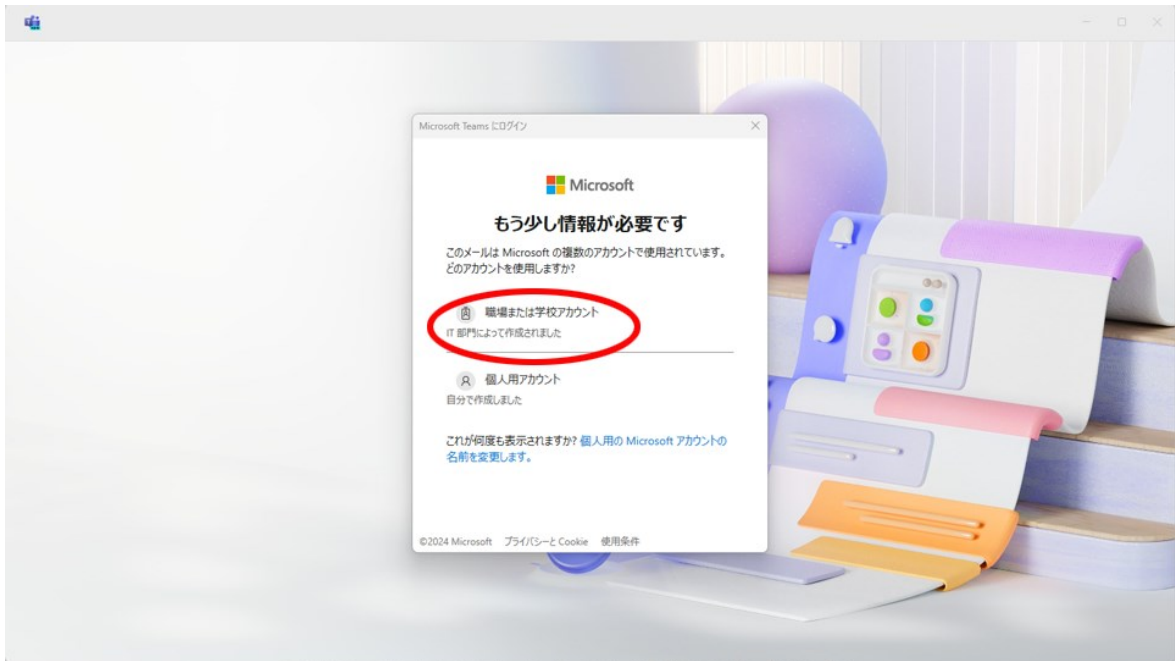 Microsoft Teams にログイン
Microsoft
もう少し情報が必要です
このメールは Microsoft の複数のアカウントで使用されています。
どのアカウントを使用しますか?
職場または学校アカウント
IT 部門によって作成されました
個人用アカウント
自分で作成しました
これが何度も表示されますか? 個人用の Microsoft アカウントの
名前を変更します。
©2024 Microsoft プライバシーと Cookie 使用条件